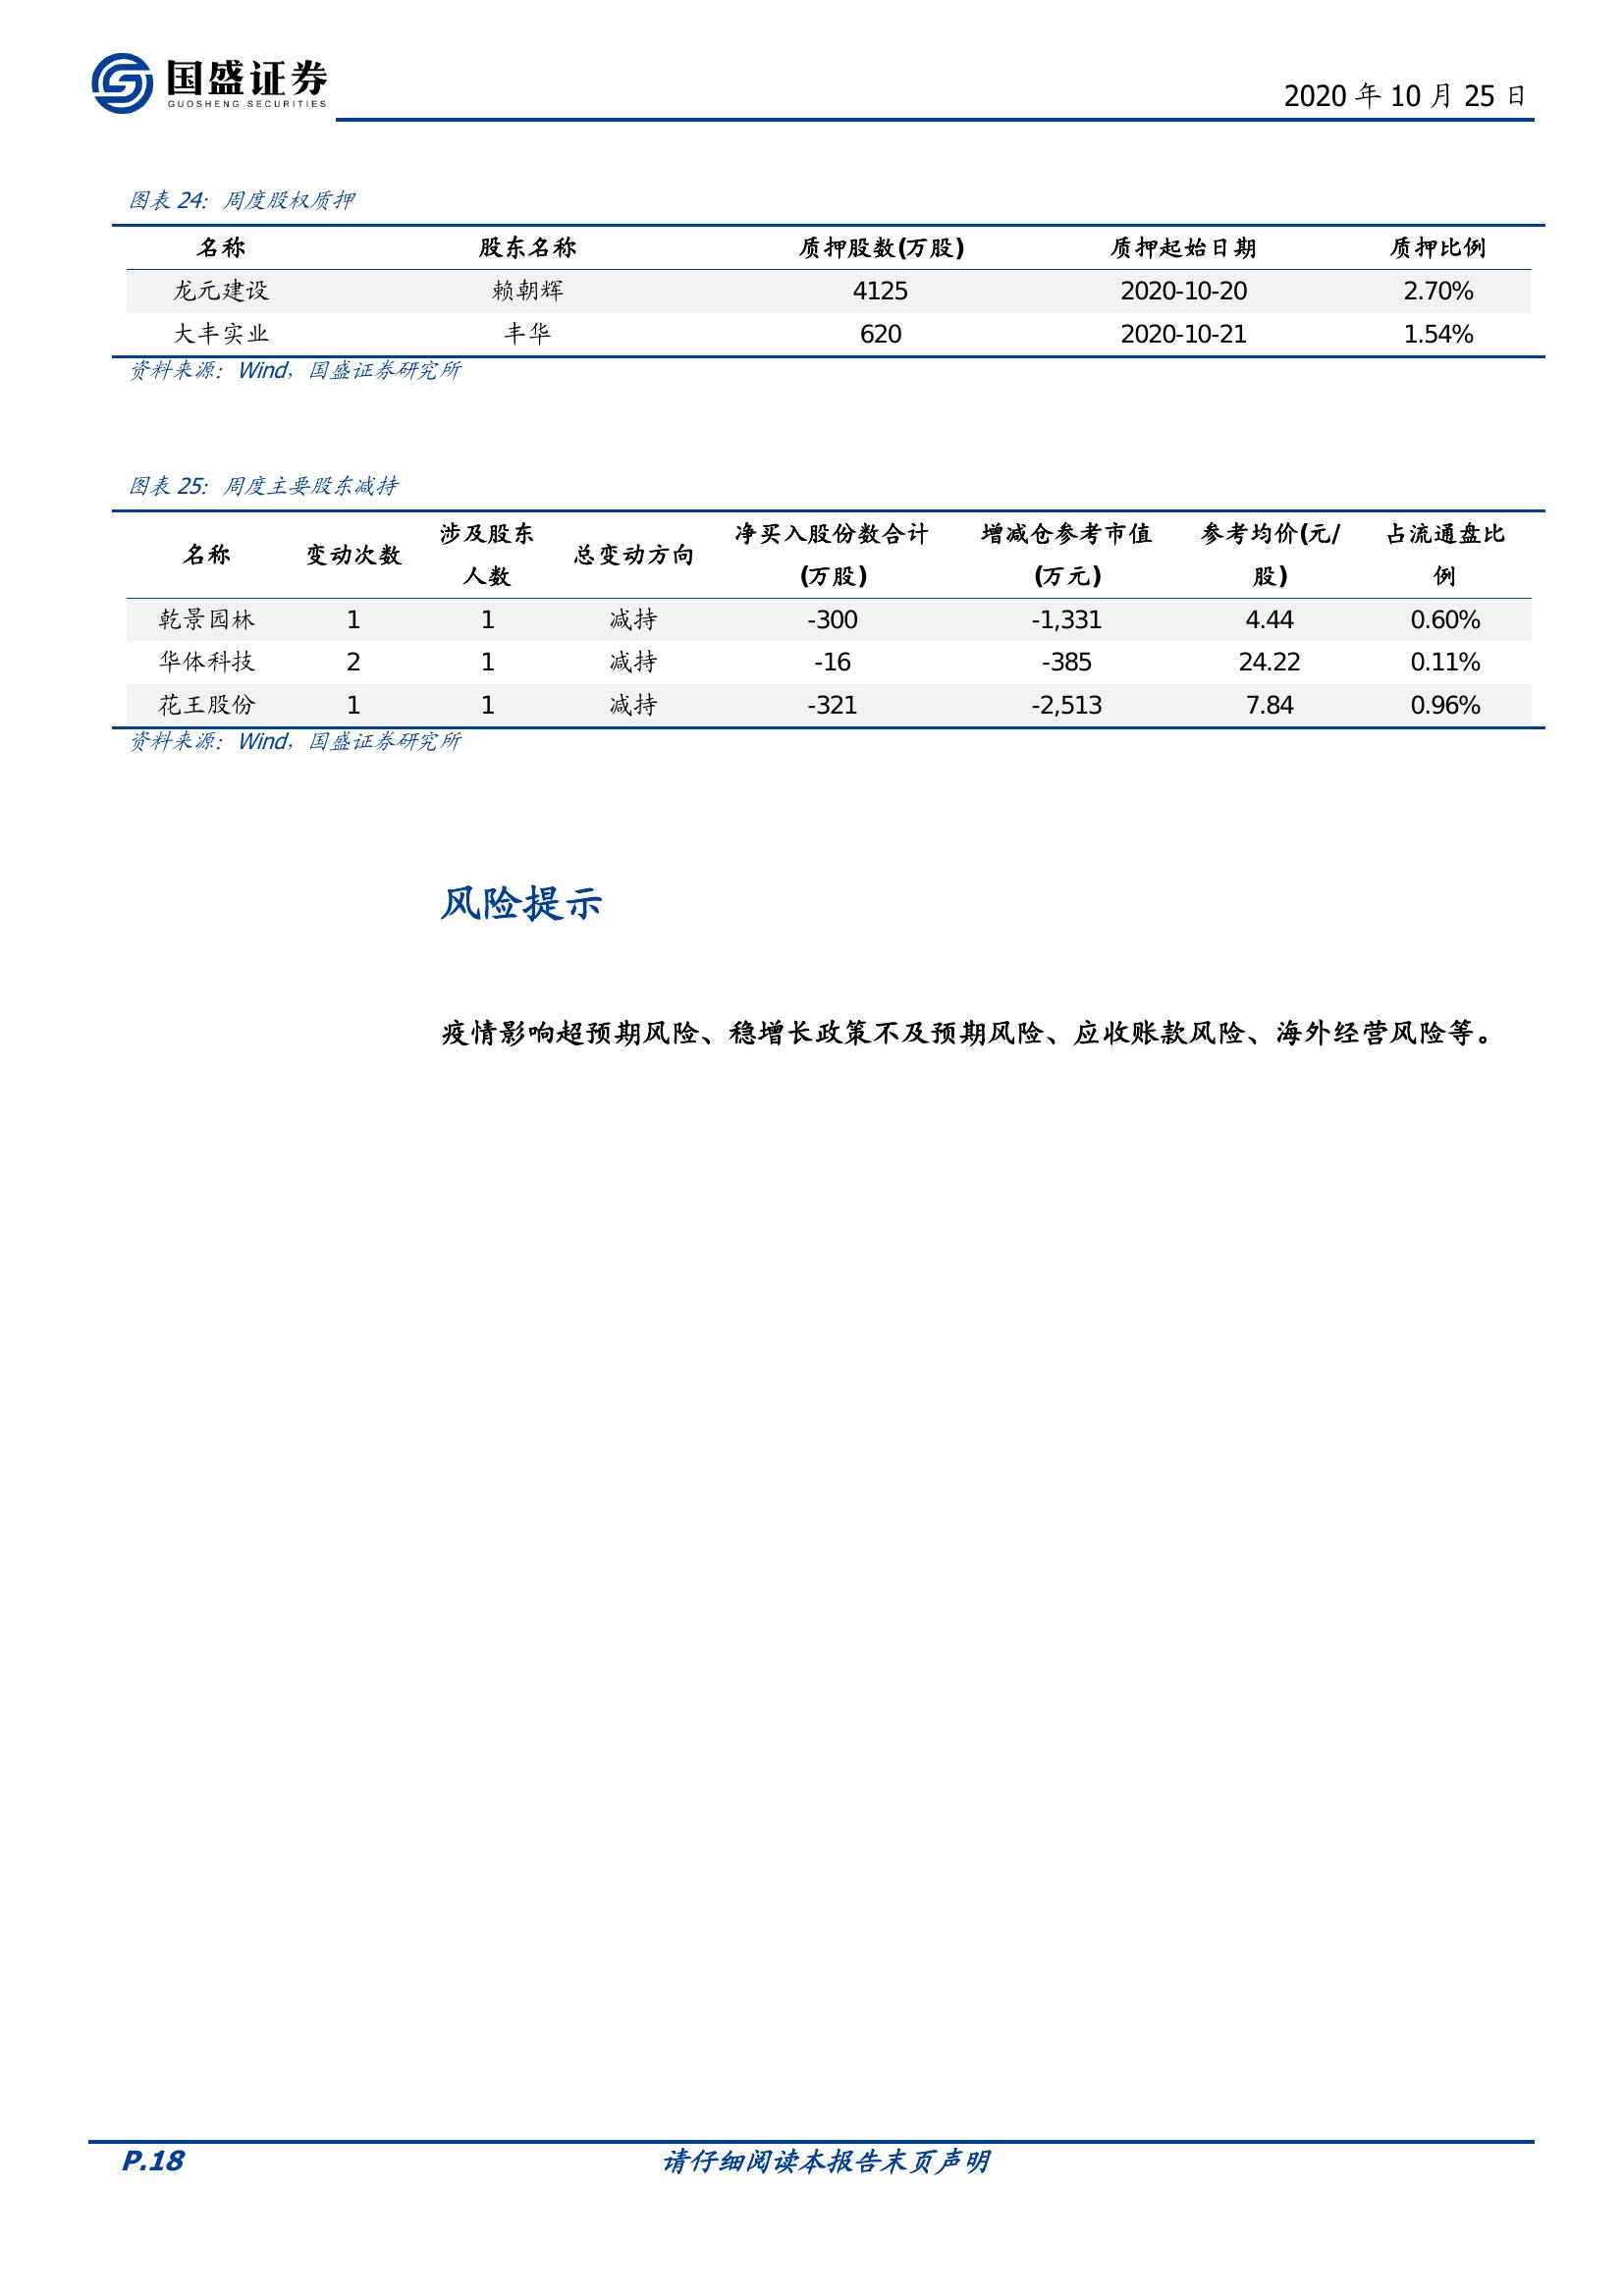 国盛证券
GUOSHENG SECURITIES
2020 年 10 月 25 日
图表 24：周度股权质押
名称 股东名称 质押股数(万股) 质押起始日期 质押比例
龙元建设 赖朝辉 4125 2020-10-20 2.70%
大丰实业 丰华 620 2020-10-21 1.54%
资料来源：Wind，国盛证券研究所
图表 25：周度主要股东减持
名称 变动次数 涉及股东人数 总变动方向 净买入股份数合计(万股) 增减仓参考市值(万元) 参考均价(元/股) 占流通盘比例
乾景园林 1 1 减持 -300 -1,331 4.44 0.60%
华体科技 2 1 减持 -16 -385 24.22 0.11%
花王股份 1 1 减持 -321 -2,513 7.84 0.96%
资料来源：Wind，国盛证券研究所
风险提示
疫情影响超预期风险、稳增长政策不及预期风险、应收账款风险、海外经营风险等。
P.18 请仔细阅读本报告末页声明